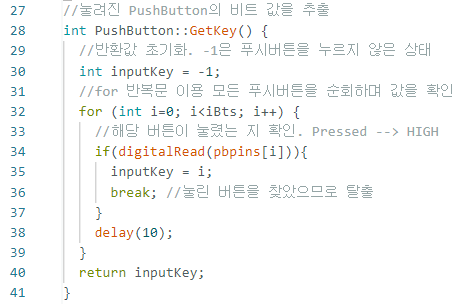 27 //눌려진 PushButton의 비트 값을 추출
28 int PushButton::GetKey() {
29 //반환값 초기화. -1은 푸시버튼을 누르지 않은 상태
30 int inputKey = -1;
31 //for 반복문 이용 모든 푸시버튼을 순회하며 값을 확인
32 for (int i=0; i<iBts; i++) {
33 //해당 버튼이 눌렸는 지 확인. Pressed --> HIGH
34 if(digitalRead(pbpins[i])){
35 inputKey = i;
36 break; //눌린 버튼을 찾았으므로 탈출
37 }
38 delay(10);
39 }
40 return inputKey;
41 }